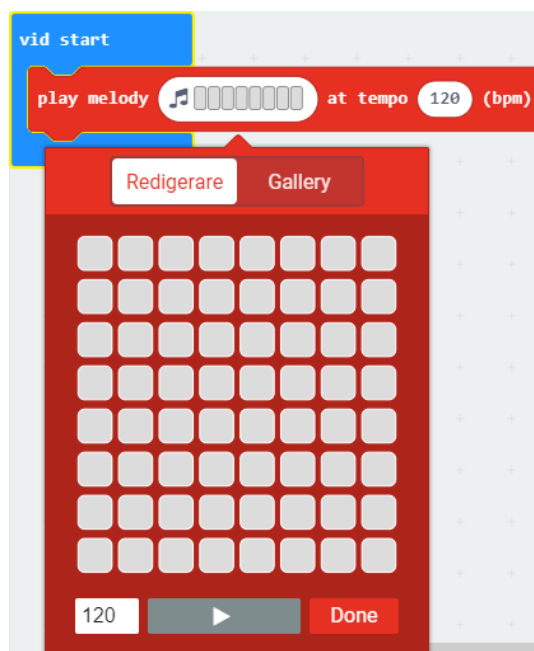 vid start
play melody at tempo 120 (bpm)
Redigerare Gallery
120 Done